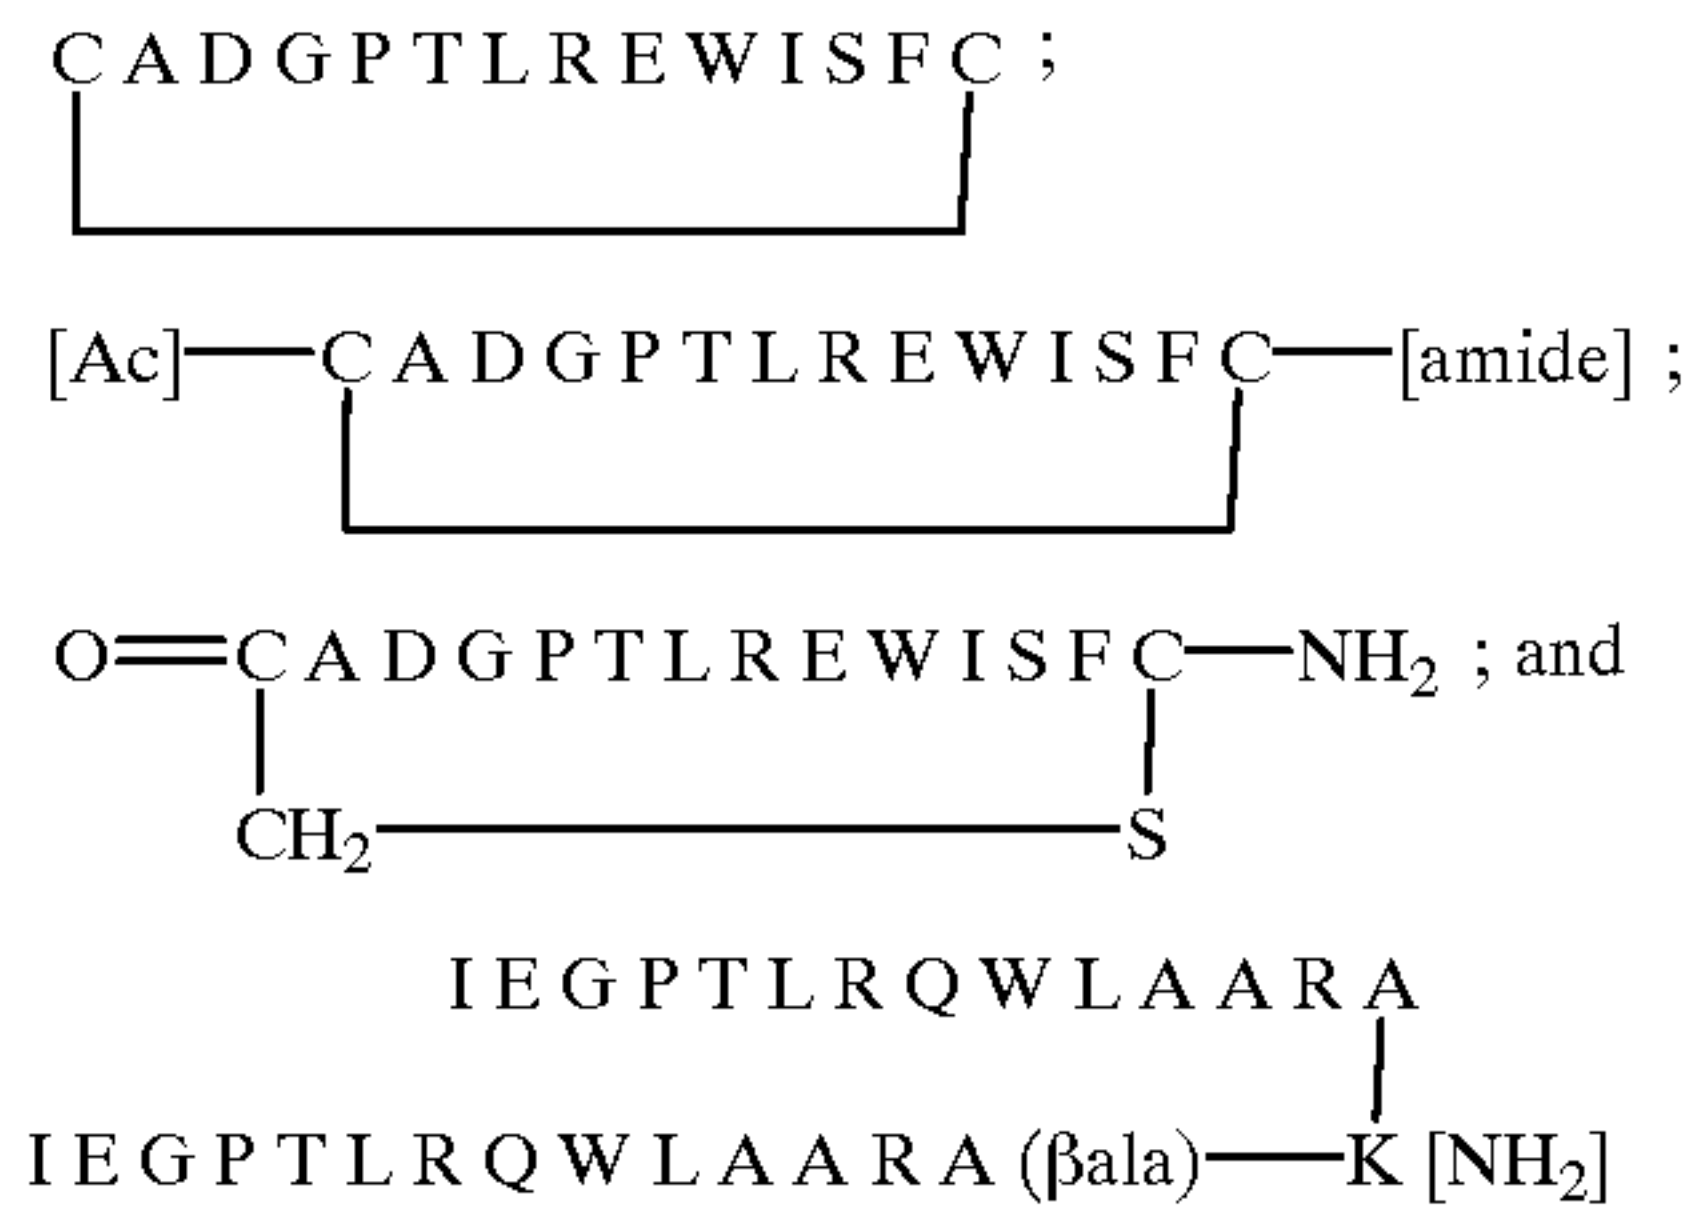 C A D G P T L R E W I S F C ;
[Ac]—C A D G P T L R E W I S F C—[amide] ;
O=C A D G P T L R E W I S F C—NH₂ ; and
CH₂—S
I E G P T L R Q W L A A R A
I E G P T L R Q W L A A R A (βala)—K [NH₂]